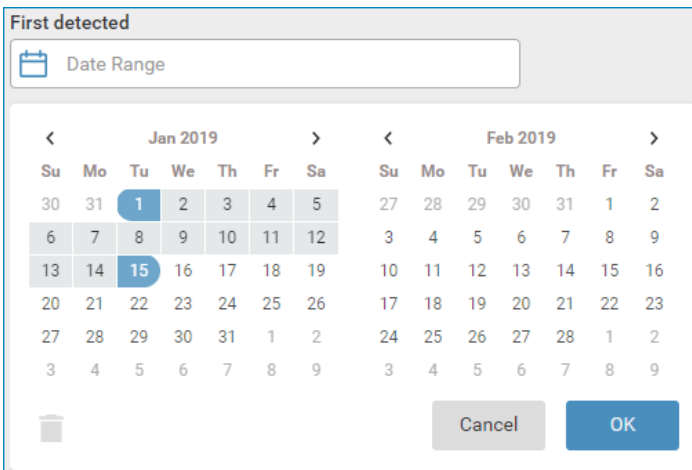 First detected
Date Range
Jan 2019
Su Mo Tu We Th Fr Sa
30 31 1 2 3 4 5
6 7 8 9 10 11 12
13 14 15 16 17 18 19
20 21 22 23 24 25 26
27 28 29 30 31 1 2
3 4 5 6 7 8 9
Feb 2019
Su Mo Tu We Th Fr Sa
27 28 29 30 31 1 2
3 4 5 6 7 8 9
10 11 12 13 14 15 16
17 18 19 20 21 22 23
24 25 26 27 28 1 2
3 4 5 6 7 8 9
Cancel
OK